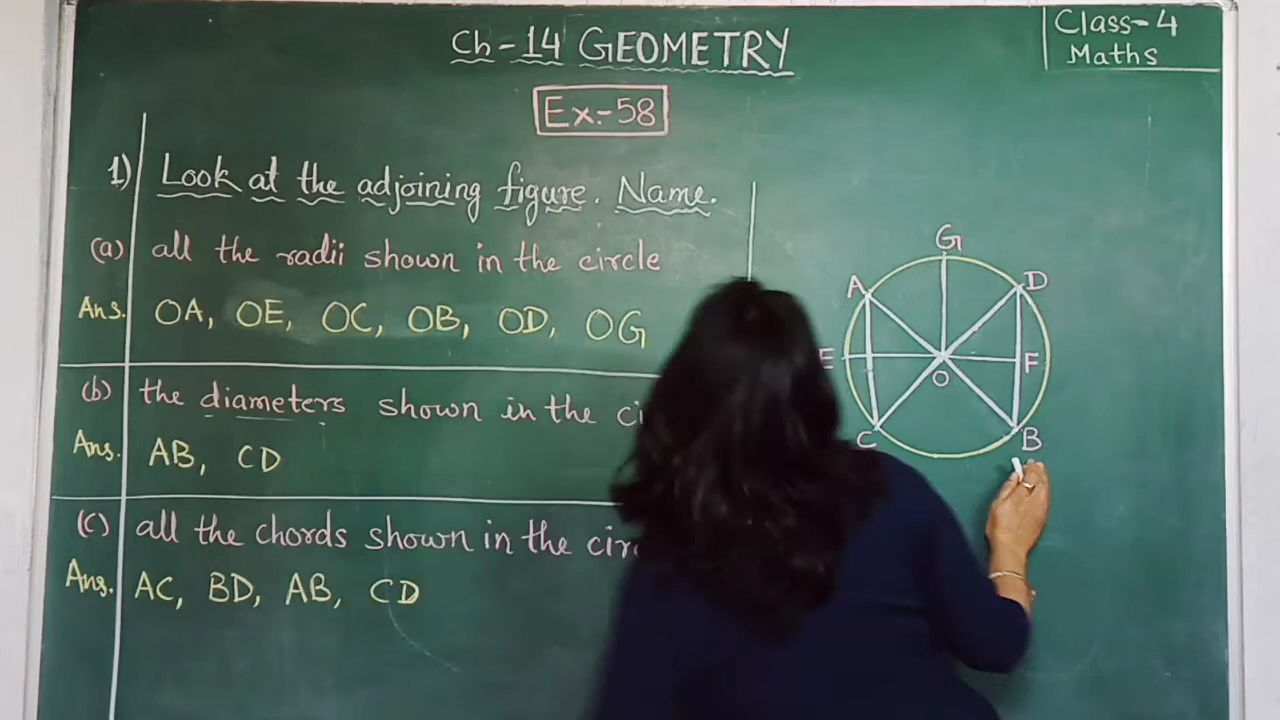 Ch-14 GEOMETRY
Class-4
Maths
Ex.-58
1) Look at the adjoining figure. Name.
(a) all the radii shown in the circle
Ans. OA, OE, OC, OB, OD, OG
(b) the diameters shown in the
Ans. AB, CD
(c) all the chords shown in the
Ans. AC, BD, AB, CD
G
A D
E F
O
C B